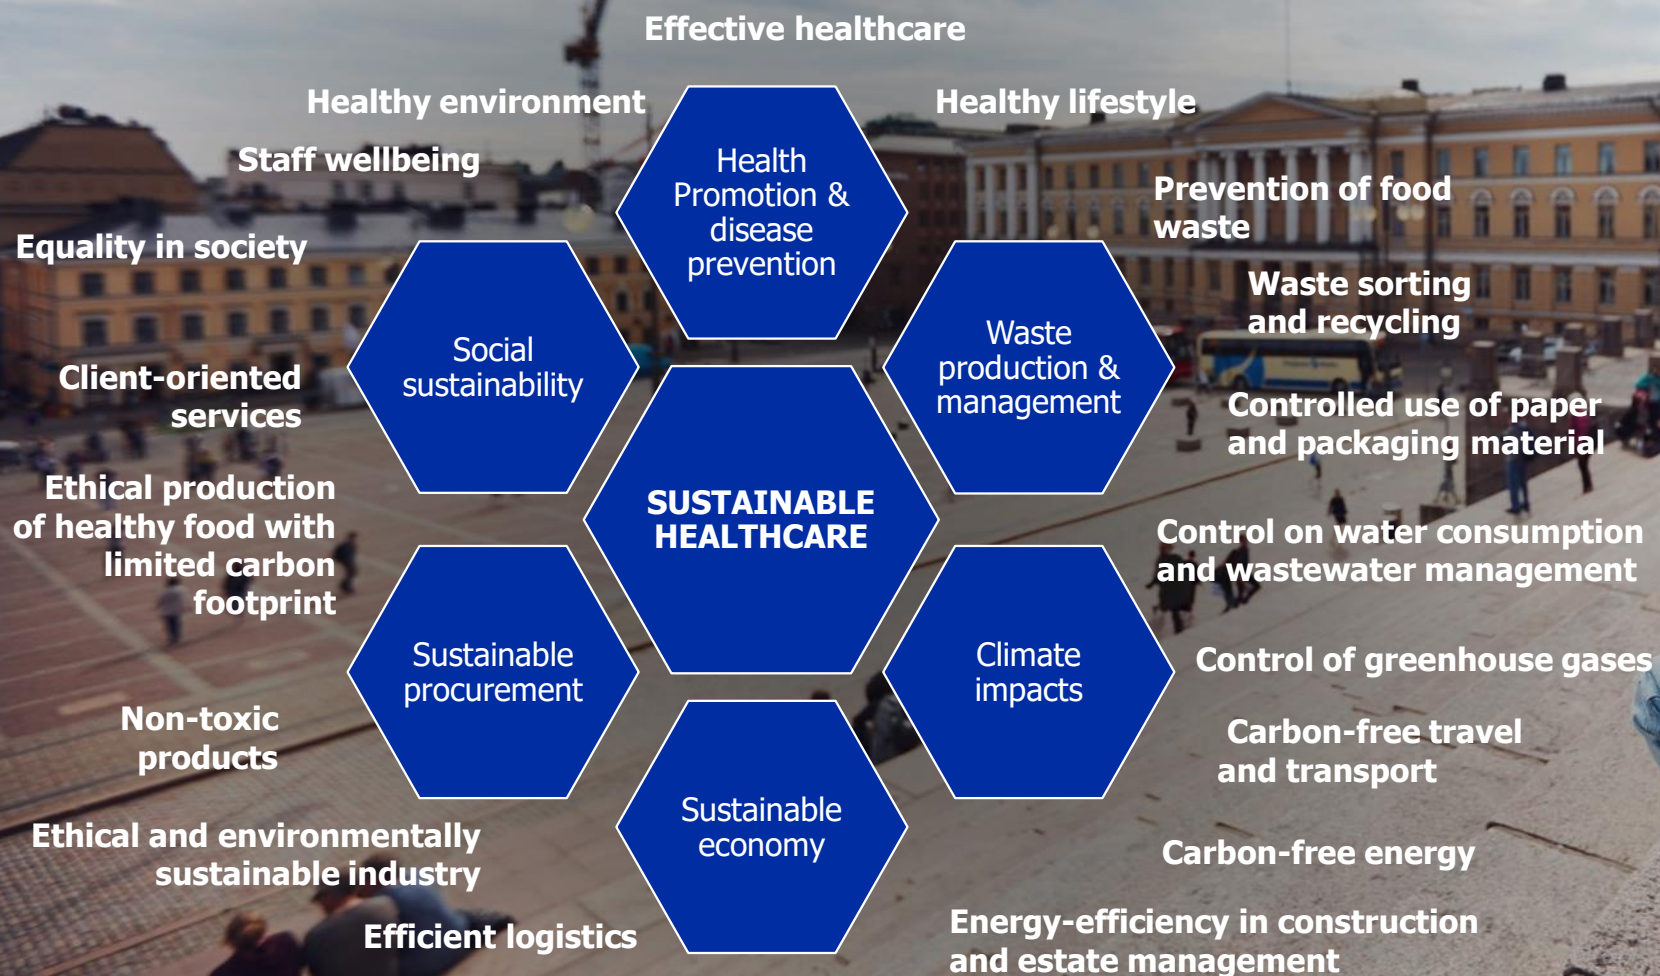 Effective healthcare
Healthy environment
Healthy lifestyle
Staff wellbeing
Health
Promotion &
disease
prevention
Prevention of food
waste
Equality in society
Waste sorting
and recycling
Social
sustainability
Waste
production &
management
Client-oriented
services
Controlled use of paper
and packaging material
Ethical production
of healthy food with
limited carbon
footprint
SUSTAINABLE
HEALTHCARE
Control on water consumption
and wastewater management
Sustainable
procurement
Climate
impacts
Control of greenhouse gases
Non-toxic
products
Carbon-free travel
and transport
Sustainable
economy
Ethical and environmentally
sustainable industry
Carbon-free energy
Efficient logistics
Energy-efficiency in construction
and estate management